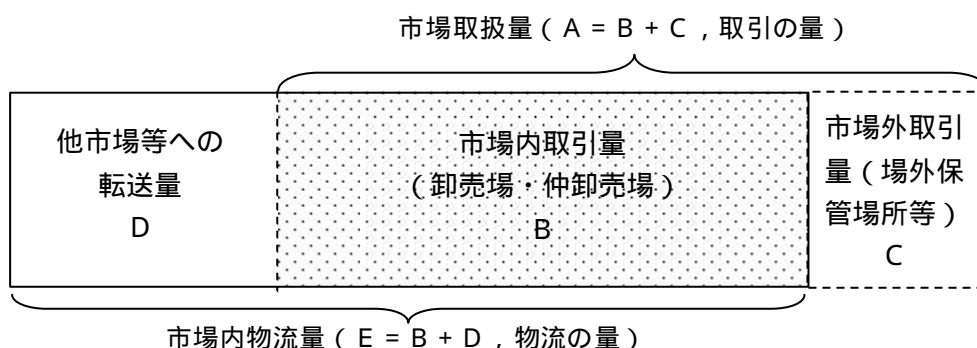 市場取扱量（A＝B＋C，取引の量）
他市場等への
転送量
D
市場内取引量
（卸売場・仲卸売場）
B
市場外取引
量（場外保
管場所等）
C
市場内物流量（E＝B＋D，物流の量）